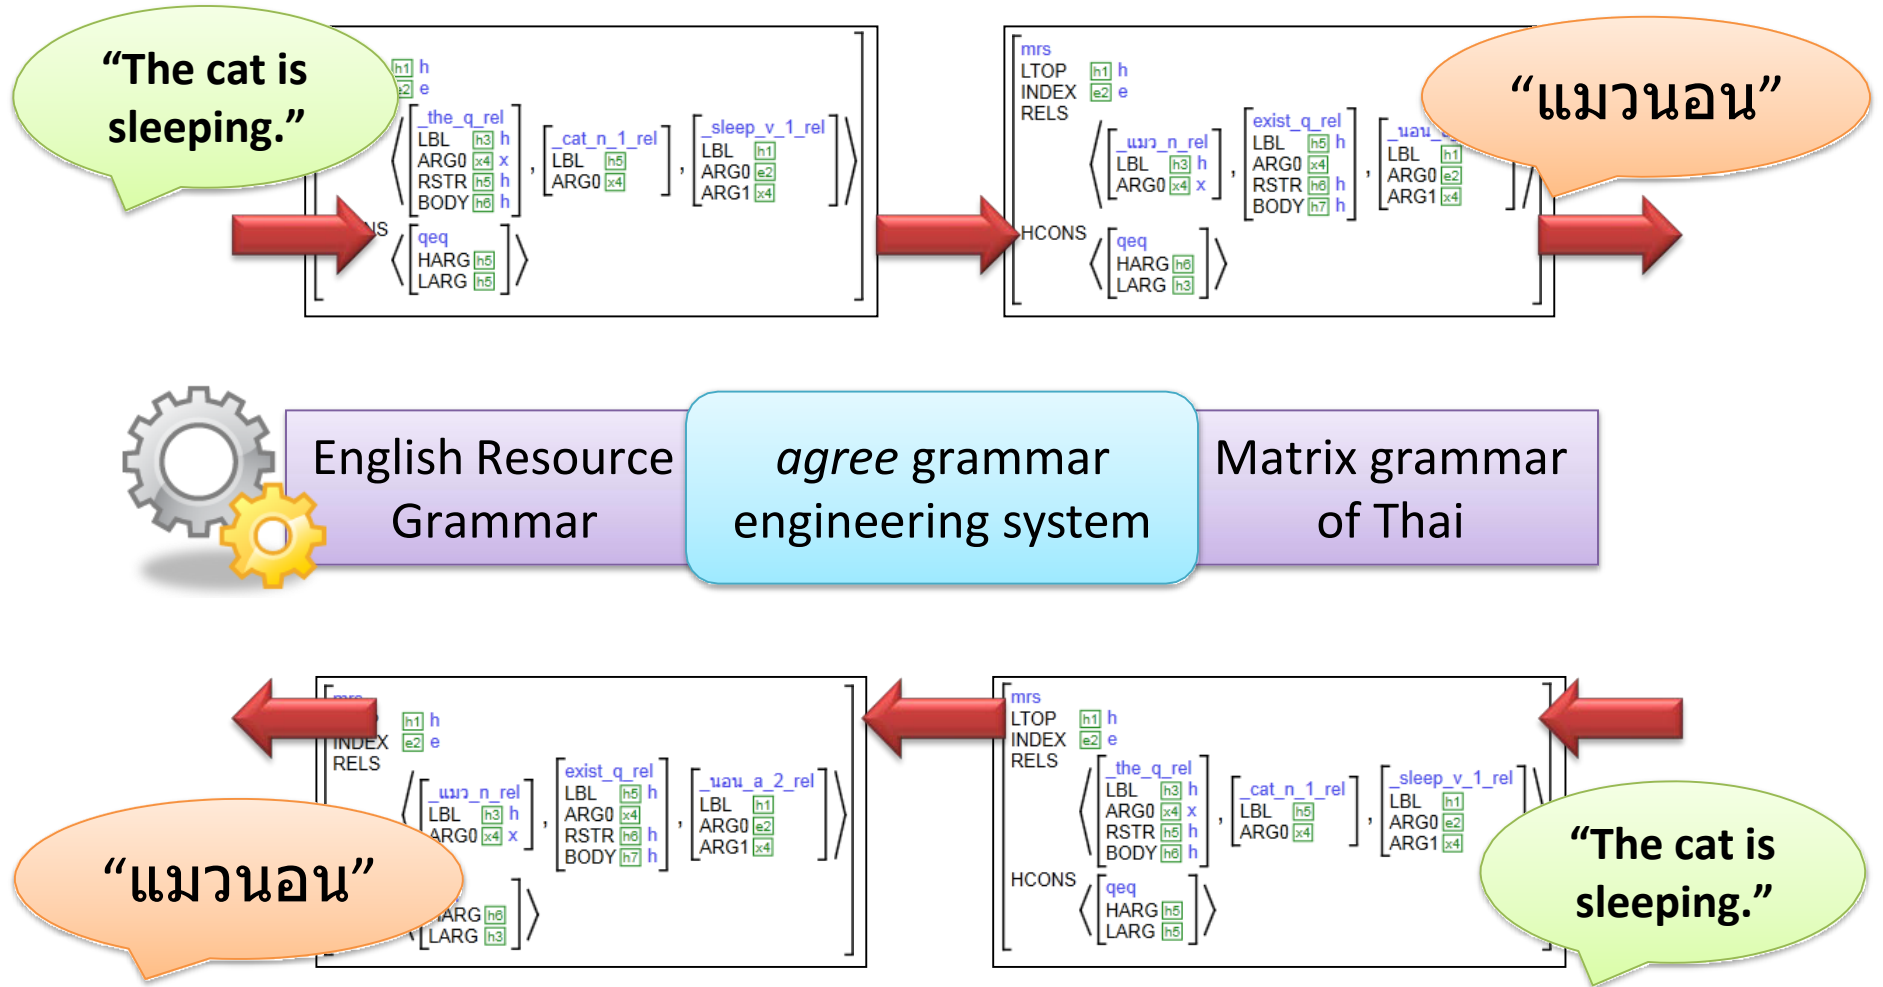 “The cat is
sleeping.”
h1 h
e2 e
_the_q_rel
LBL h3 h
ARG0 x4 x
RSTR h5 h
BODY h6 h
,
_cat_n_1_rel
LBL h5
ARG0 x4
,
_sleep_v_1_rel
LBL h1
ARG0 e2
ARG1 x4
NS
qeq
HARG h5
LARG h5
mrs
LTOP h1 h
INDEX e2 e
RELS
_แมว_n_rel
LBL h3 h
ARG0 x4 x
,
exist_q_rel
LBL h5 h
ARG0 x4
RSTR h6 h
BODY h7 h
,
_นอน_a
LBL h1
ARG0 e2
ARG1 x4
HCONS
qeq
HARG h6
LARG h3
“แมวนอน”
English Resource
Grammar
agree grammar
engineering system
Matrix grammar
of Thai
mrs
h1 h
INDEX e2 e
RELS
_แมว_n_rel
LBL h3 h
ARG0 x4 x
,
exist_q_rel
LBL h5 h
ARG0 x4
RSTR h6 h
BODY h7 h
,
_นอน_a_2_rel
LBL h1
ARG0 e2
ARG1 x4
HARG h6
LARG h3
“แมวนอน”
mrs
LTOP h1 h
INDEX e2 e
RELS
_the_q_rel
LBL h3 h
ARG0 x4 x
RSTR h5 h
BODY h6 h
,
_cat_n_1_rel
LBL h5
ARG0 x4
,
_sleep_v_1_rel
LBL h1
ARG0 e2
ARG1 x4
HCONS
qeq
HARG h5
LARG h5
“The cat is
sleeping.”